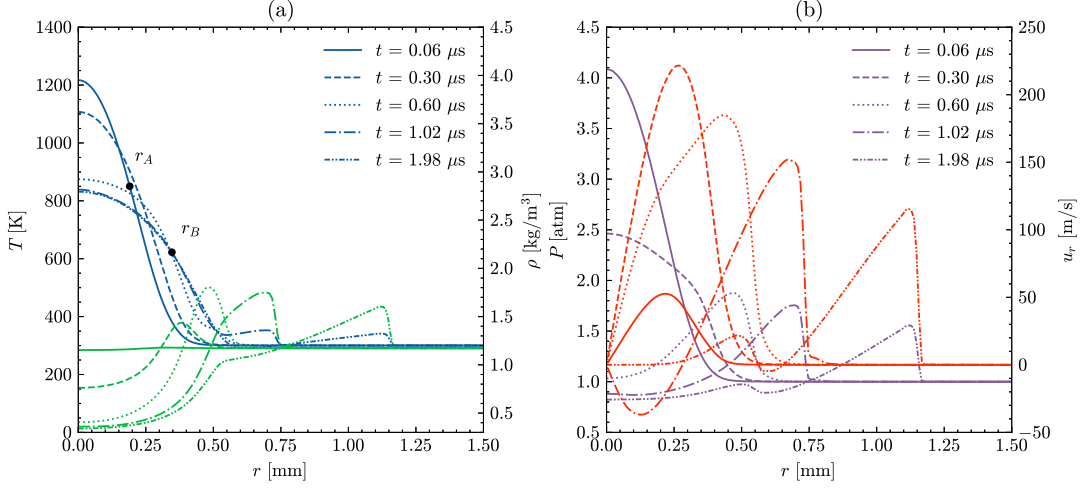 (a)
1400
1200
1000
800
600
400
200
0
T [K]
4.5
4.0
3.5
3.0
2.5
2.0
1.5
1.0
0.5
ρ [kg/m³]
t = 0.06 μs
t = 0.30 μs
t = 0.60 μs
t = 1.02 μs
t = 1.98 μs
r_A
r_B
0.00 0.25 0.50 0.75 1.00 1.25 1.50
r [mm]
(b)
4.5
4.0
3.5
3.0
2.5
2.0
1.5
1.0
0.5
P [atm]
250
200
150
100
50
0
−50
u_r [m/s]
t = 0.06 μs
t = 0.30 μs
t = 0.60 μs
t = 1.02 μs
t = 1.98 μs
0.00 0.25 0.50 0.75 1.00 1.25 1.50
r [mm]